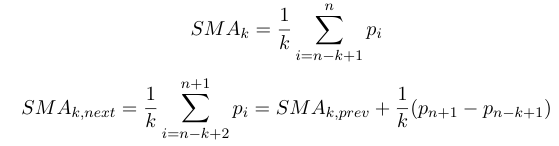 SMA_k = \frac{1}{k} \sum_{i=n-k+1}^{n} p_i
SMA_{k,next} = \frac{1}{k} \sum_{i=n-k+2}^{n+1} p_i = SMA_{k,prev} + \frac{1}{k}(p_{n+1} - p_{n-k+1})